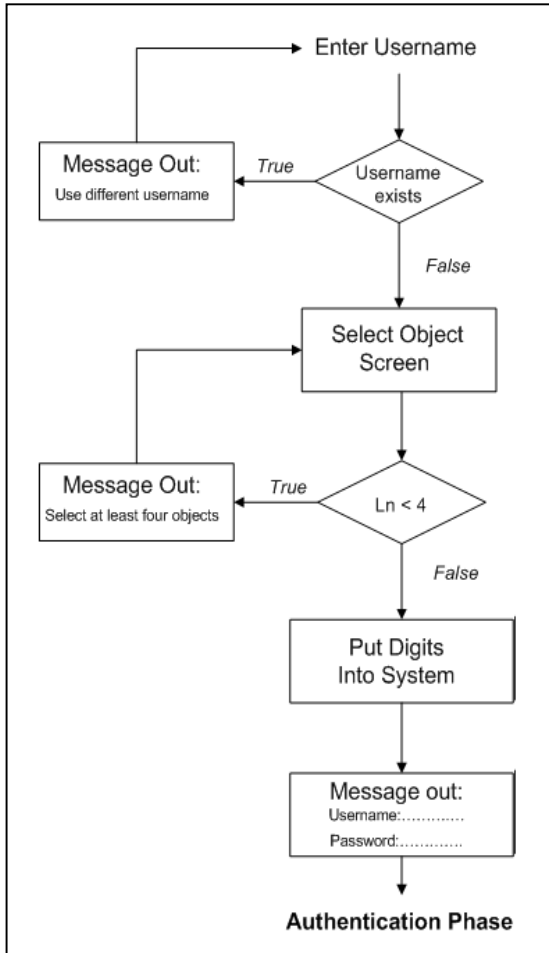 Enter Username
Message Out:
Use different username
True
Username
exists
False
Select Object
Screen
Message Out:
Select at least four objects
True
Ln < 4
False
Put Digits
Into System
Message out:
Username:............
Password:.............
Authentication Phase